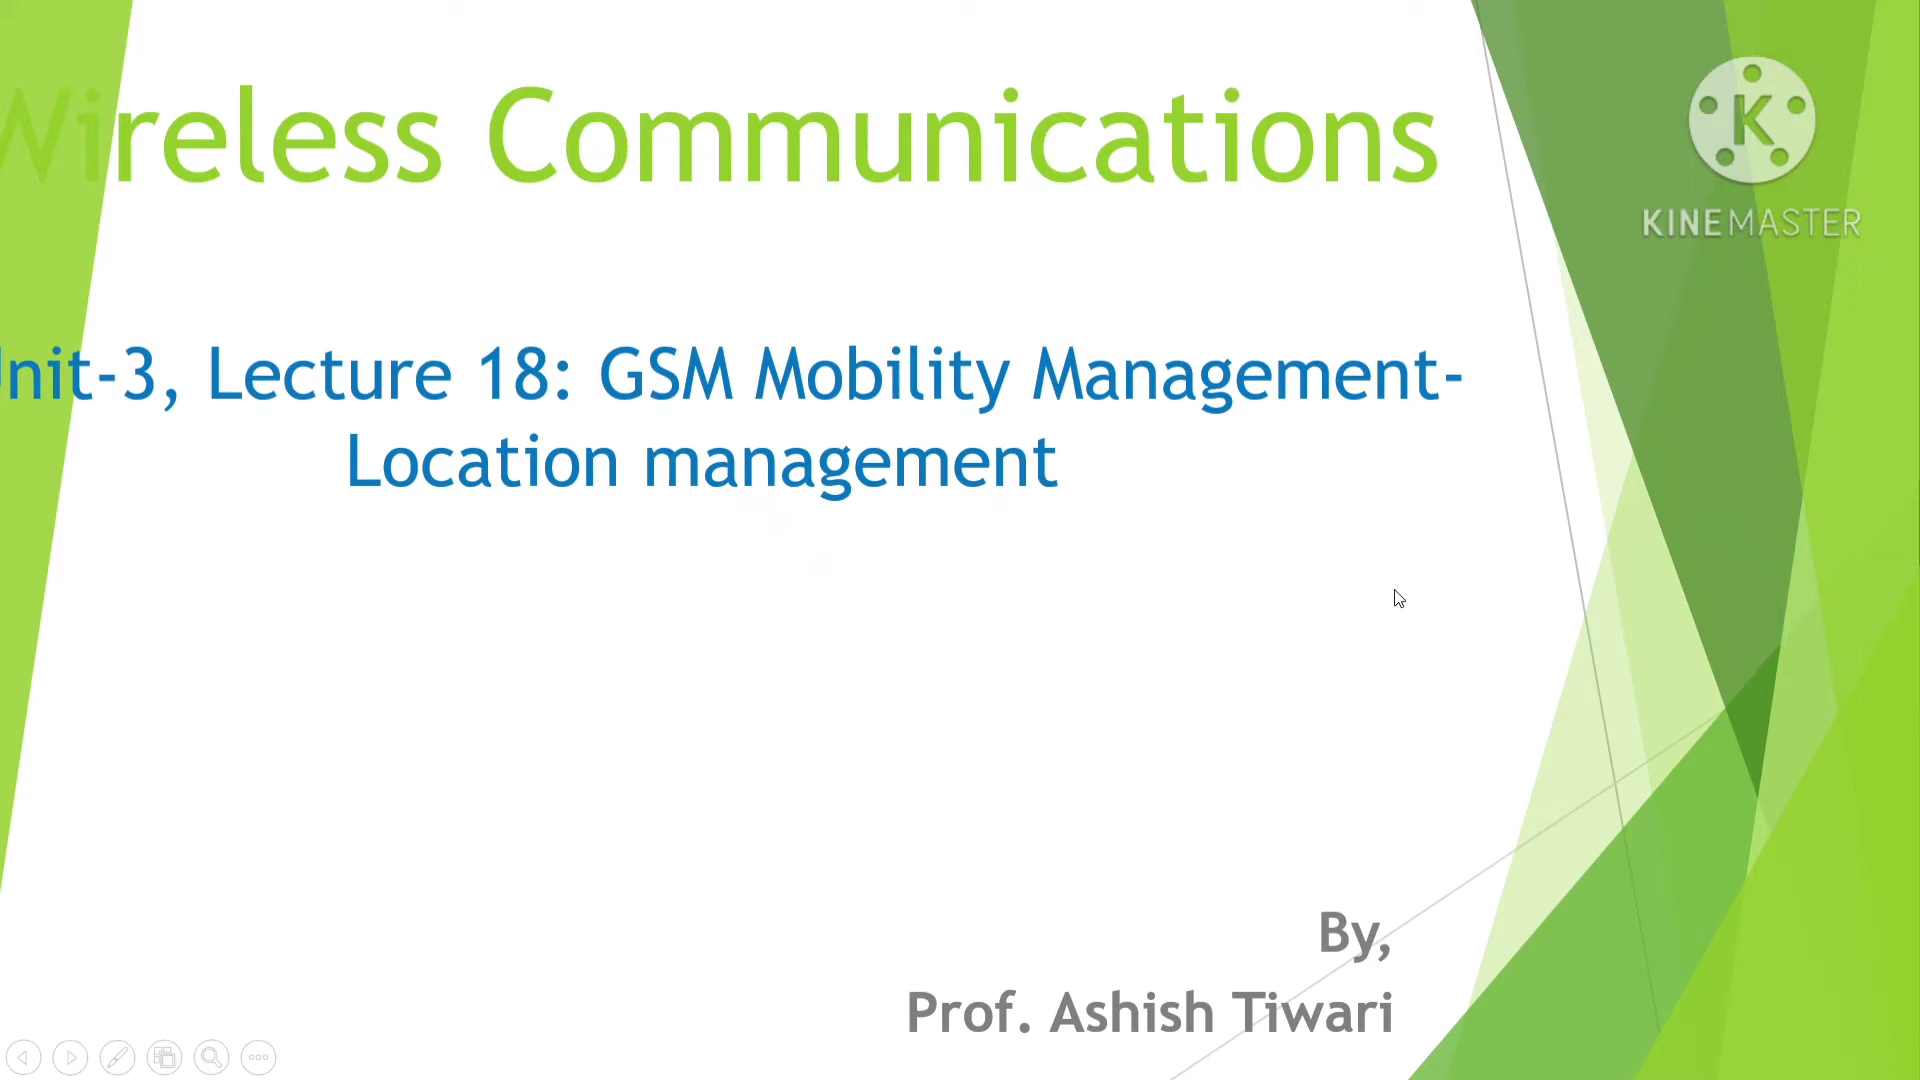 Wireless Communications
K
KINEMASTER
Unit-3, Lecture 18: GSM Mobility Management-
Location management
By,
Prof. Ashish Tiwari